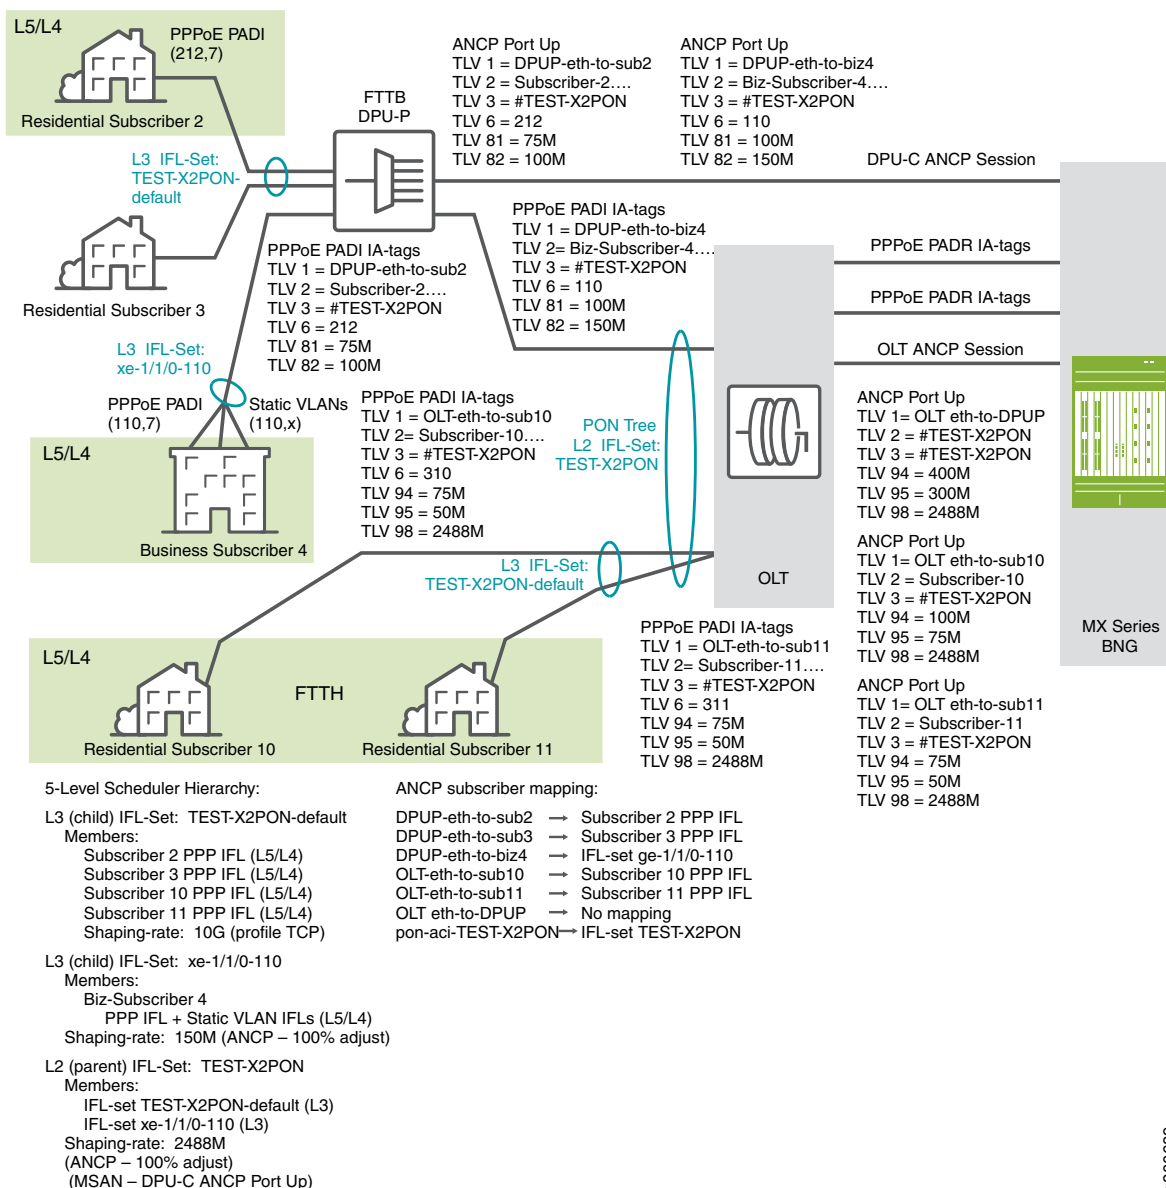 L5/L4
PPPoE PADI
(212,7)
Residential Subscriber 2
FTTB
DPU-P
ANCP Port Up
TLV 1 = DPUP-eth-to-sub2
TLV 2 = Subscriber-2….
TLV 3 = #TEST-X2PON
TLV 6 = 212
TLV 81 = 75M
TLV 82 = 100M
ANCP Port Up
TLV 1 = DPUP-eth-to-biz4
TLV 2 = Biz-Subscriber-4….
TLV 3 = #TEST-X2PON
TLV 6 = 110
TLV 81 = 100M
TLV 82 = 150M
DPU-C ANCP Session
L3 IFL-Set:
TEST-X2PON-
default
Residential Subscriber 3
PPPoE PADI IA-tags
TLV 1 = DPUP-eth-to-sub2
TLV 2 = Subscriber-2….
TLV 3 = #TEST-X2PON
TLV 6 = 212
TLV 81 = 75M
TLV 82 = 100M
PPPoE PADI IA-tags
TLV 1 = DPUP-eth-to-biz4
TLV 2= Biz-Subscriber-4….
TLV 3 = #TEST-X2PON
TLV 6 = 110
TLV 81 = 100M
TLV 82 = 150M
PPPoE PADR IA-tags
PPPoE PADR IA-tags
OLT ANCP Session
L3 IFL-Set:
xe-1/1/0-110
PPPoE PADI
(110,7)
Static VLANs
(110,x)
L5/L4
Business Subscriber 4
PPPoE PADI IA-tags
TLV 1 = OLT-eth-to-sub10
TLV 2= Subscriber-10….
TLV 3 = #TEST-X2PON
TLV 6 = 310
TLV 94 = 75M
TLV 95 = 50M
TLV 98 = 2488M
PON Tree
L2 IFL-Set:
TEST-X2PON
OLT
ANCP Port Up
TLV 1= OLT eth-to-DPUP
TLV 2 = #TEST-X2PON
TLV 3 = #TEST-X2PON
TLV 94 = 400M
TLV 95 = 300M
TLV 98 = 2488M
ANCP Port Up
TLV 1= OLT eth-to-sub10
TLV 2 = Subscriber-10
TLV 3 = #TEST-X2PON
TLV 94 = 100M
TLV 95 = 75M
TLV 98 = 2488M
ANCP Port Up
TLV 1= OLT eth-to-sub11
TLV 2 = Subscriber-11
TLV 3 = #TEST-X2PON
TLV 94 = 75M
TLV 95 = 50M
TLV 98 = 2488M
MX Series
BNG
L3 IFL-Set:
TEST-X2PON-default
L5/L4
FTTH
Residential Subscriber 10
Residential Subscriber 11
PPPoE PADI IA-tags
TLV 1 = OLT-eth-to-sub11
TLV 2= Subscriber-11….
TLV 3 = #TEST-X2PON
TLV 6 = 311
TLV 94 = 75M
TLV 95 = 50M
TLV 98 = 2488M
5-Level Scheduler Hierarchy:
L3 (child) IFL-Set: TEST-X2PON-default
Members:
Subscriber 2 PPP IFL (L5/L4)
Subscriber 3 PPP IFL (L5/L4)
Subscriber 10 PPP IFL (L5/L4)
Subscriber 11 PPP IFL (L5/L4)
Shaping-rate: 10G (profile TCP)
L3 (child) IFL-Set: xe-1/1/0-110
Members:
Biz-Subscriber 4
PPP IFL + Static VLAN IFLs (L5/L4)
Shaping-rate: 150M (ANCP – 100% adjust)
L2 (parent) IFL-Set: TEST-X2PON
Members:
IFL-set TEST-X2PON-default (L3)
IFL-set xe-1/1/0-110 (L3)
Shaping-rate: 2488M
(ANCP – 100% adjust)
(MSAN – DPU-C ANCP Port Up)
ANCP subscriber mapping:
DPUP-eth-to-sub2 → Subscriber 2 PPP IFL
DPUP-eth-to-sub3 → Subscriber 3 PPP IFL
DPUP-eth-to-biz4 → IFL-set ge-1/1/0-110
OLT-eth-to-sub10 → Subscriber 10 PPP IFL
OLT-eth-to-sub11 → Subscriber 11 PPP IFL
OLT eth-to-DPUP → No mapping
pon-aci-TEST-X2PON → IFL-set TEST-X2PON